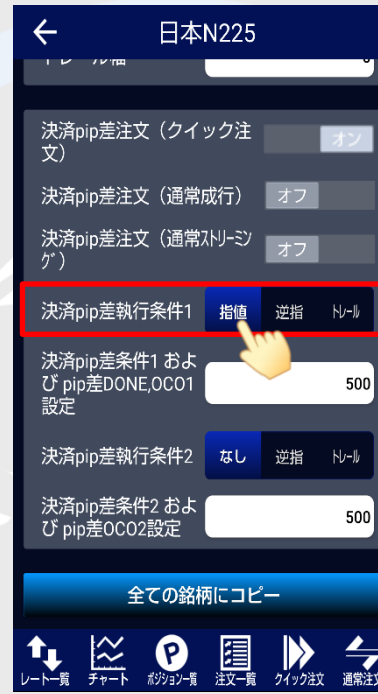 日本N225
決済pip差注文（クイック注
文）
オン
決済pip差注文（通常成行）
オフ
決済pip差注文（通常ｽﾄﾘｰﾐﾝ
ｸﾞ）
オフ
決済pip差執行条件1 指値 逆指 ﾄﾚｰﾙ
決済pip差条件1 およ
び pip差DONE,OCO1
設定
500
決済pip差執行条件2 なし 逆指 ﾄﾚｰﾙ
決済pip差条件2 およ
び pip差OCO2設定
500
全ての銘柄にコピー
レート一覧 チャート ﾎﾟｼﾞｼｮﾝ一覧 注文一覧 クイック注文 通常注文